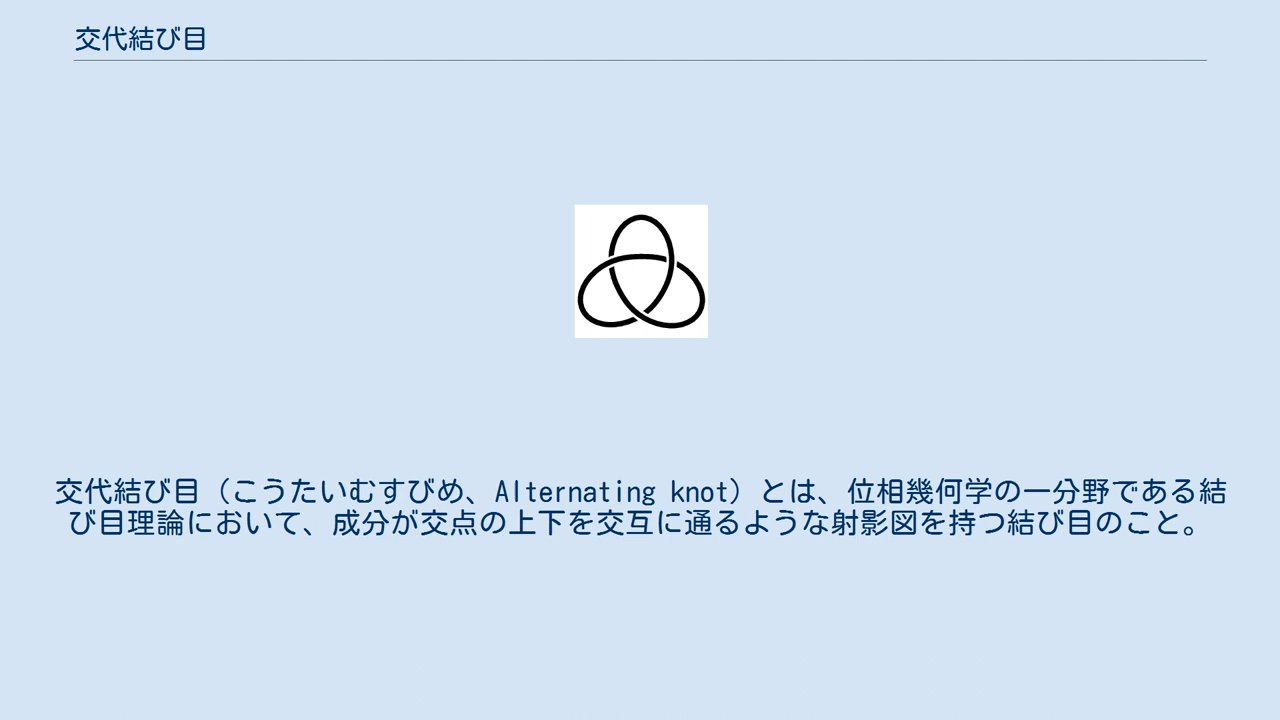 交代結び目
交代結び目（こうたいむすびめ、Alternating knot）とは、位相幾何学の一分野である結
び目理論において、成分が交点の上下を交互に通るような射影図を持つ結び目のこと。